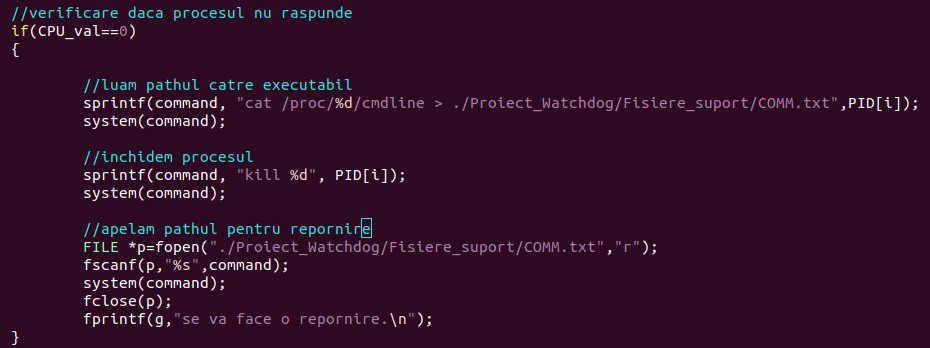 //verificare daca procesul nu raspunde
if(CPU_val==0)
{
//luam pathul catre executabil
sprintf(command, "cat /proc/%d/cmdline > ./Proiect_Watchdog/Fisiere_suport/COMM.txt",PID[i]);
system(command);
//inchidem procesul
sprintf(command, "kill %d", PID[i]);
system(command);
//apelam pathul pentru repornire
FILE *p=fopen("./Proiect_Watchdog/Fisiere_suport/COMM.txt","r");
fscanf(p,"%s",command);
system(command);
fclose(p);
fprintf(g,"se va face o repornire.\n");
}